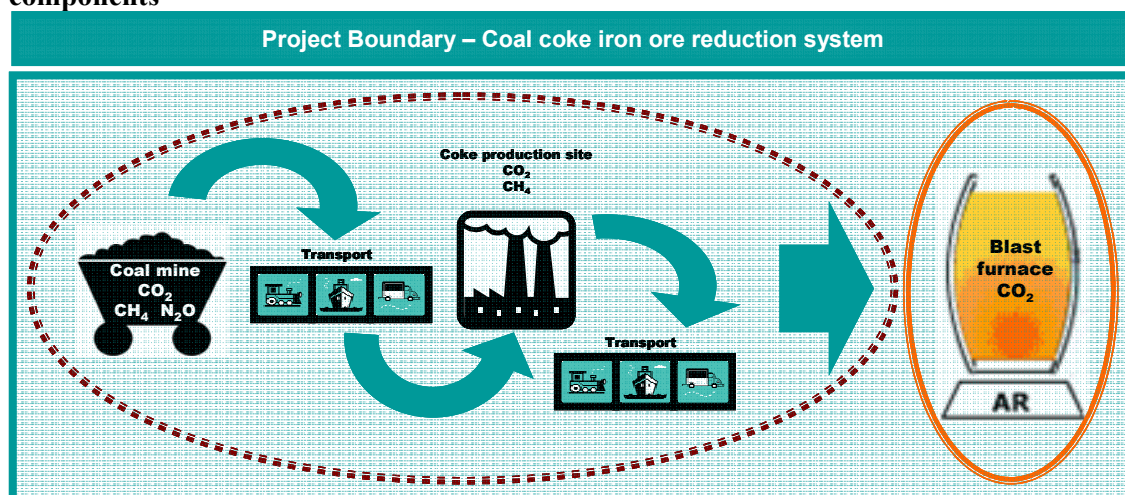 components
Project Boundary – Coal coke iron ore reduction system
Coke production site
CO₂
CH₄
Transport
Coal mine
CO₂
CH₄ N₂O
Transport
Blast
furnace
CO₂
AR